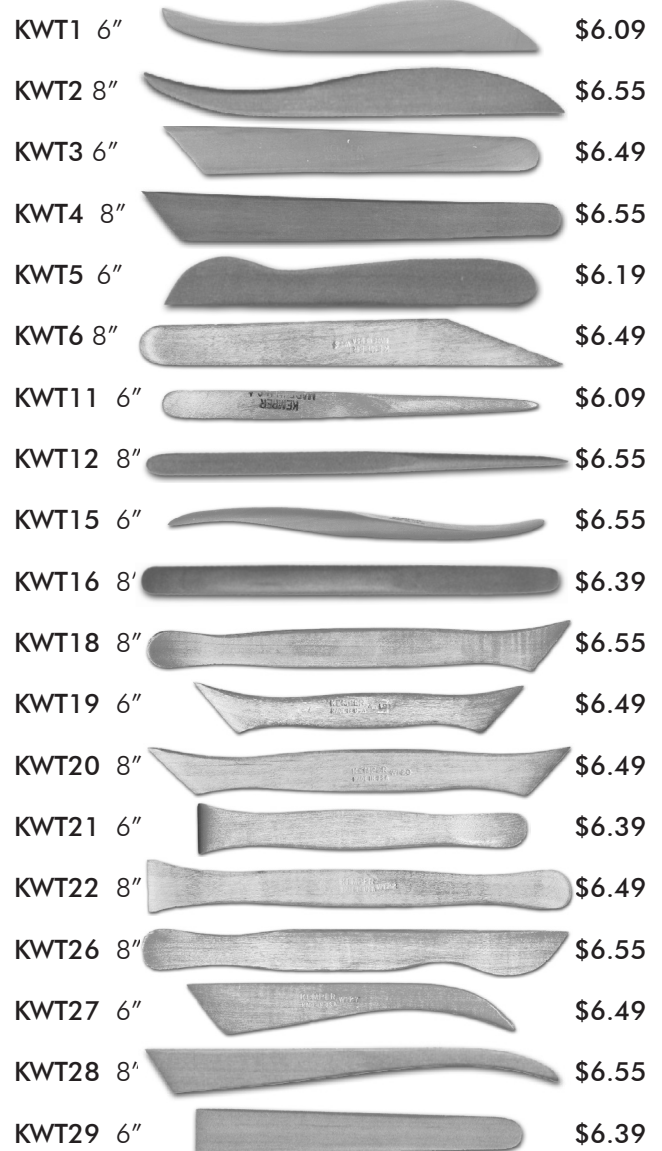 KWT1 6″ $6.09
KWT2 8″ $6.55
KWT3 6″ $6.49
KWT4 8″ $6.55
KWT5 6″ $6.19
KWT6 8″ $6.49
KWT11 6″ $6.09
KEMPER
KWT12 8″ $6.55
KWT15 6″ $6.55
KWT16 8′ $6.39
KWT18 8″ $6.55
KWT19 6″ $6.49
KWT20 8″ $6.49
KWT21 6″ $6.39
KWT22 8″ $6.49
KWT26 8″ $6.55
KWT27 6″ $6.49
KEMPER
KWT28 8″ $6.55
KWT29 6″ $6.39